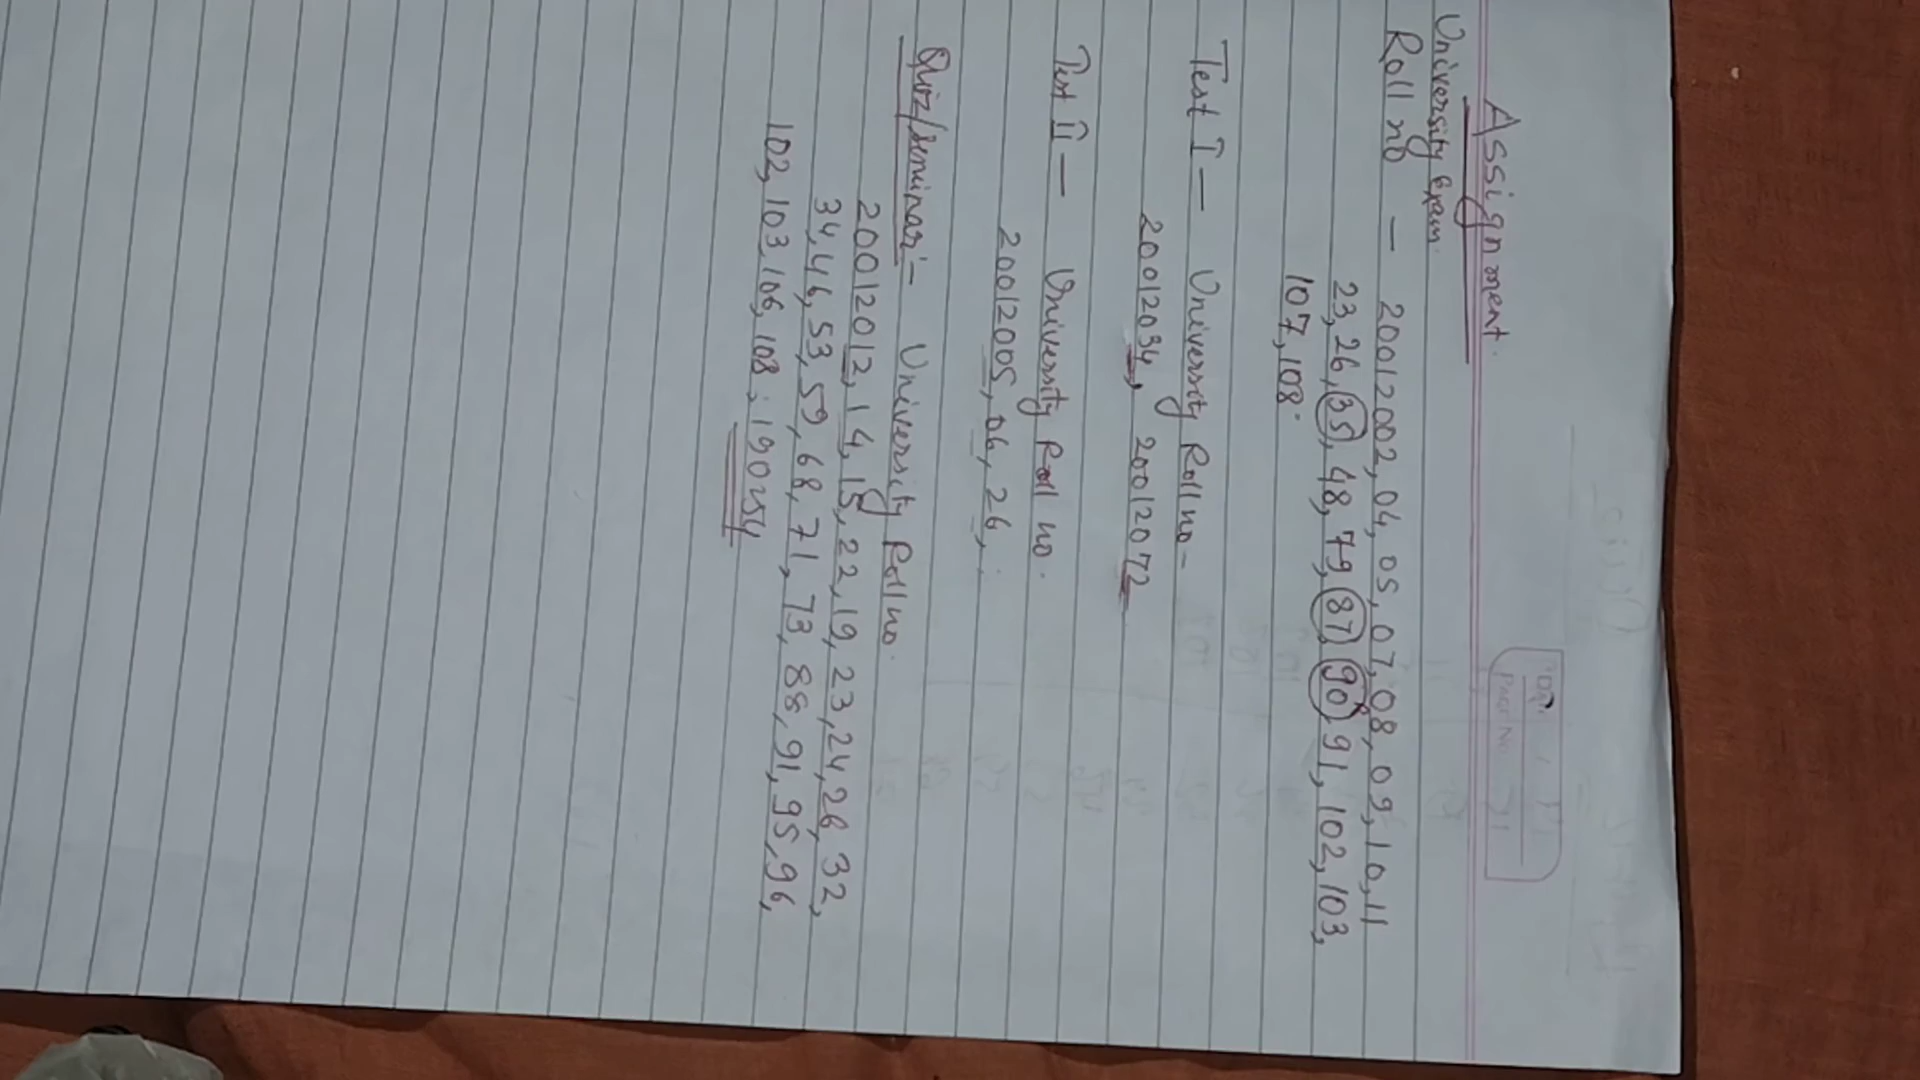 Assignment.
University Exam.
Roll no - 20012002, 04, 05, 07, 08, 09, 10, 11
23, 26, 35, 48, 79, 87, 90, 91, 102, 103,
107, 108.
Test I - University Roll no -
20012034, 20012072
Test II - University Roll no.
20012005, 06, 26,
Quiz/Seminar:- University Roll no.
20012012, 14, 15, 22, 19, 23, 24, 26, 32,
34, 46, 53, 59, 68, 71, 73, 88, 91, 95, 96,
102, 103, 106, 108; 190254
Page No.